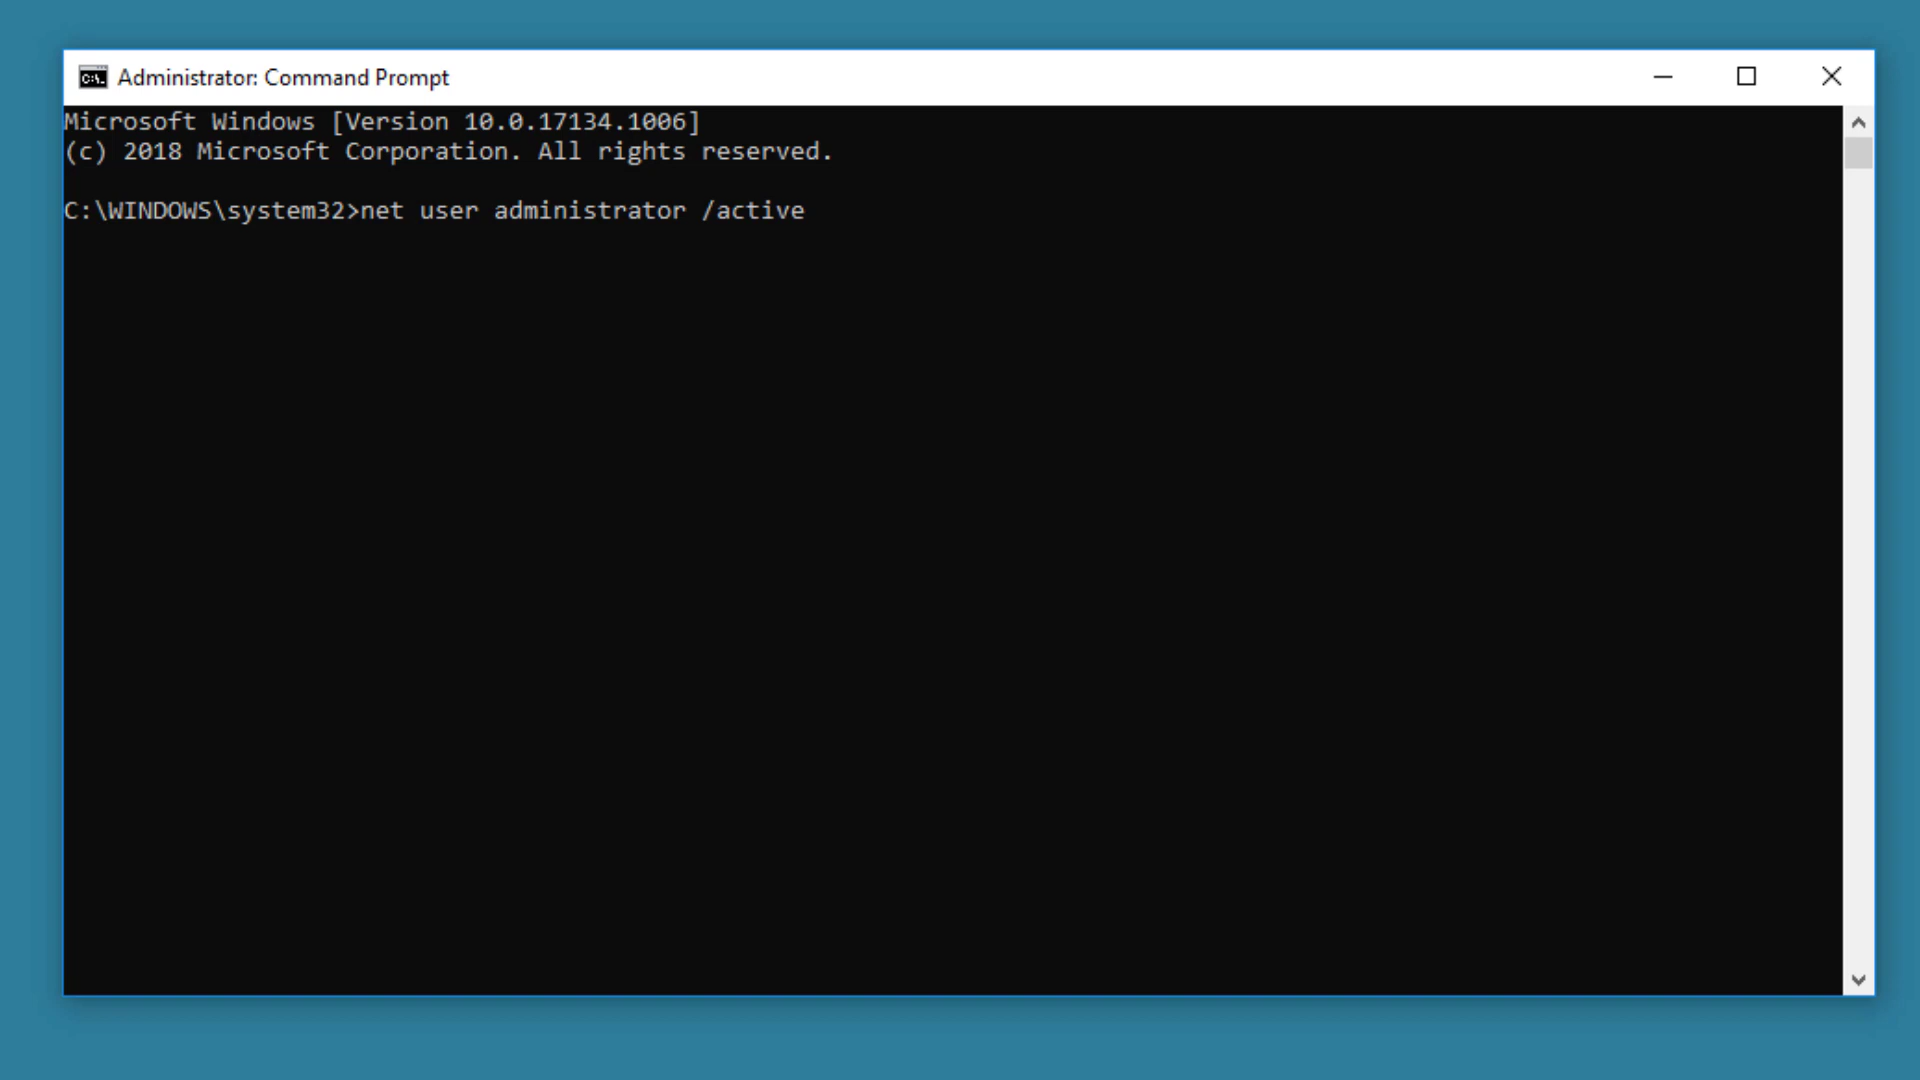 Administrator: Command Prompt
Microsoft Windows [Version 10.0.17134.1006]
(c) 2018 Microsoft Corporation. All rights reserved.
C:\WINDOWS\system32>net user administrator /active